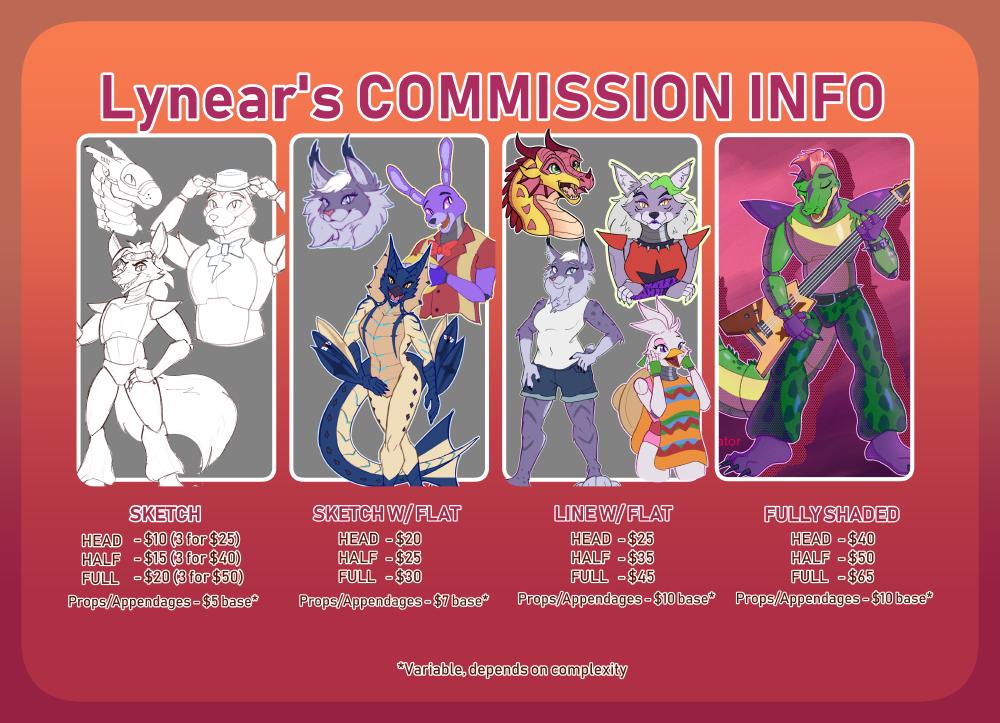 Lynear's COMMISSION INFO
ator
SKETCH
HEAD - $10 (3 for $25)
HALF - $15 (3 for $40)
FULL - $20 (3 for $50)
Props/Appendages - $5 base*
SKETCH W/ FLAT
HEAD - $20
HALF - $25
FULL - $30
Props/Appendages - $7 base*
LINE W/ FLAT
HEAD - $25
HALF - $35
FULL - $45
Props/Appendages - $10 base*
FULLY SHADED
HEAD - $40
HALF - $50
FULL - $65
Props/Appendages - $10 base*
*Variable, depends on complexity